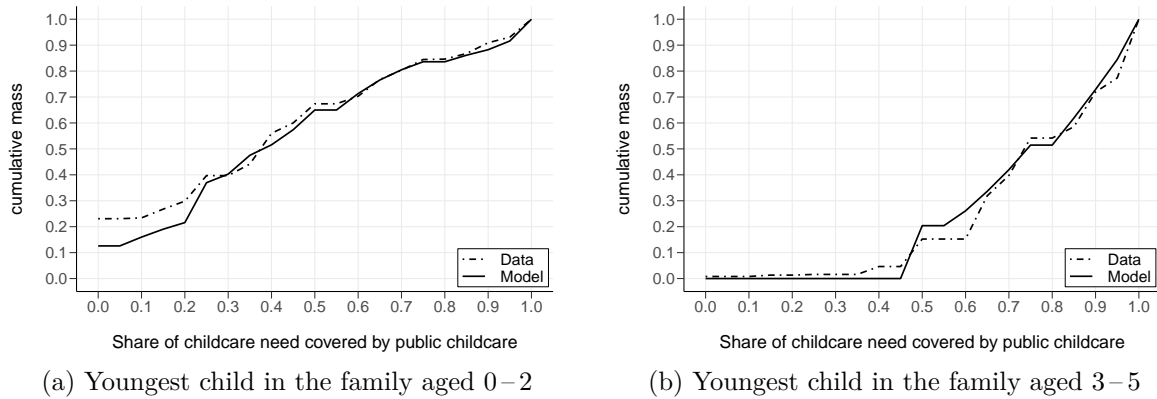 cumulative mass
1.0
0.9
0.8
0.7
0.6
0.5
0.4
0.3
0.2
0.1
0.0
Data
Model
0.0 0.1 0.2 0.3 0.4 0.5 0.6 0.7 0.8 0.9 1.0
Share of childcare need covered by public childcare
(a) Youngest child in the family aged 0–2
cumulative mass
1.0
0.9
0.8
0.7
0.6
0.5
0.4
0.3
0.2
0.1
0.0
Data
Model
0.0 0.1 0.2 0.3 0.4 0.5 0.6 0.7 0.8 0.9 1.0
Share of childcare need covered by public childcare
(b) Youngest child in the family aged 3–5